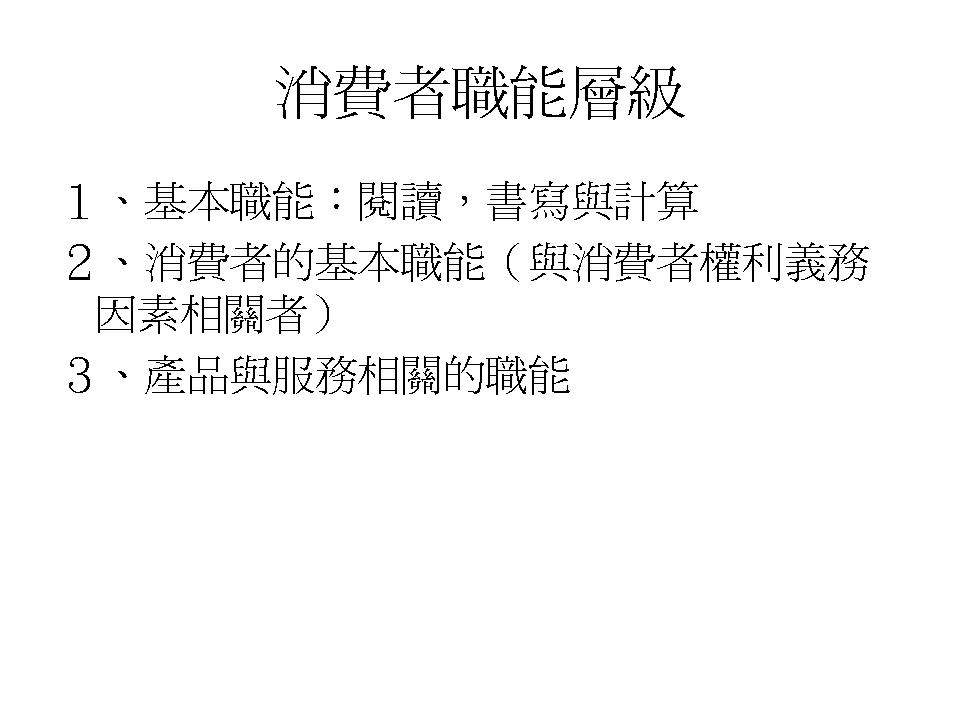 消費者職能層級
１、基本職能：閱讀，書寫與計算
２、消費者的基本職能（與消費者權利義務
因素相關者）
３、產品與服務相關的職能